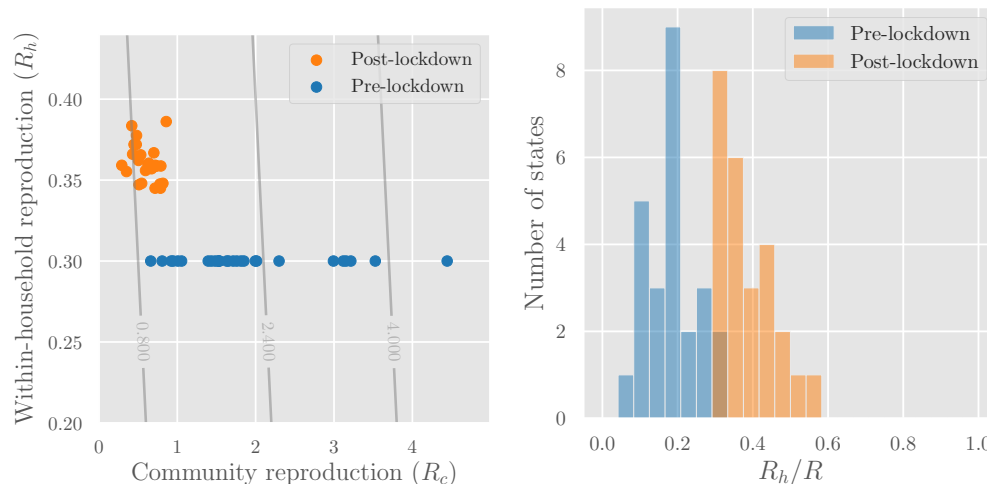 Within-household reproduction (R_h)
0.40
0.35
0.30
0.25
0.20
Post-lockdown
Pre-lockdown
0.800
2.400
4.000
0 1 2 3 4
Community reproduction (R_c)
Number of states
8
6
4
2
0
Pre-lockdown
Post-lockdown
0.0 0.2 0.4 0.6 0.8 1.0
R_h/R